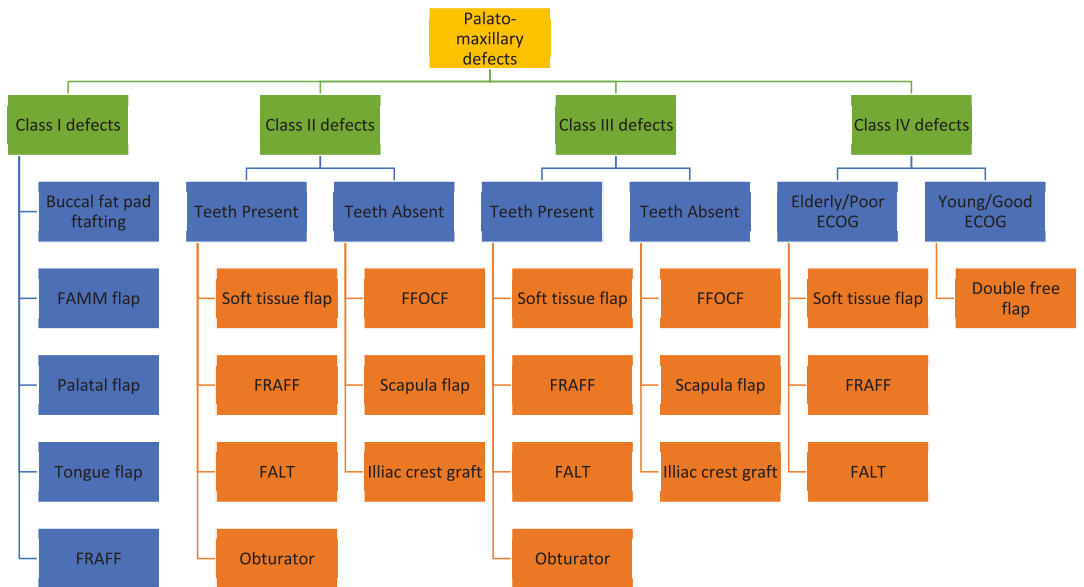 Palato-
maxillary
defects
Class I defects
Class II defects
Class III defects
Class IV defects
Buccal fat pad
ftafting
FAMM flap
Palatal flap
Tongue flap
FRAFF
Teeth Present
Soft tissue flap
FRAFF
FALT
Obturator
Teeth Absent
FFOCF
Scapula flap
Illiac crest graft
Teeth Present
Soft tissue flap
FRAFF
FALT
Obturator
Teeth Absent
FFOCF
Scapula flap
Illiac crest graft
Elderly/Poor
ECOG
Soft tissue flap
FRAFF
FALT
Young/Good
ECOG
Double free
flap